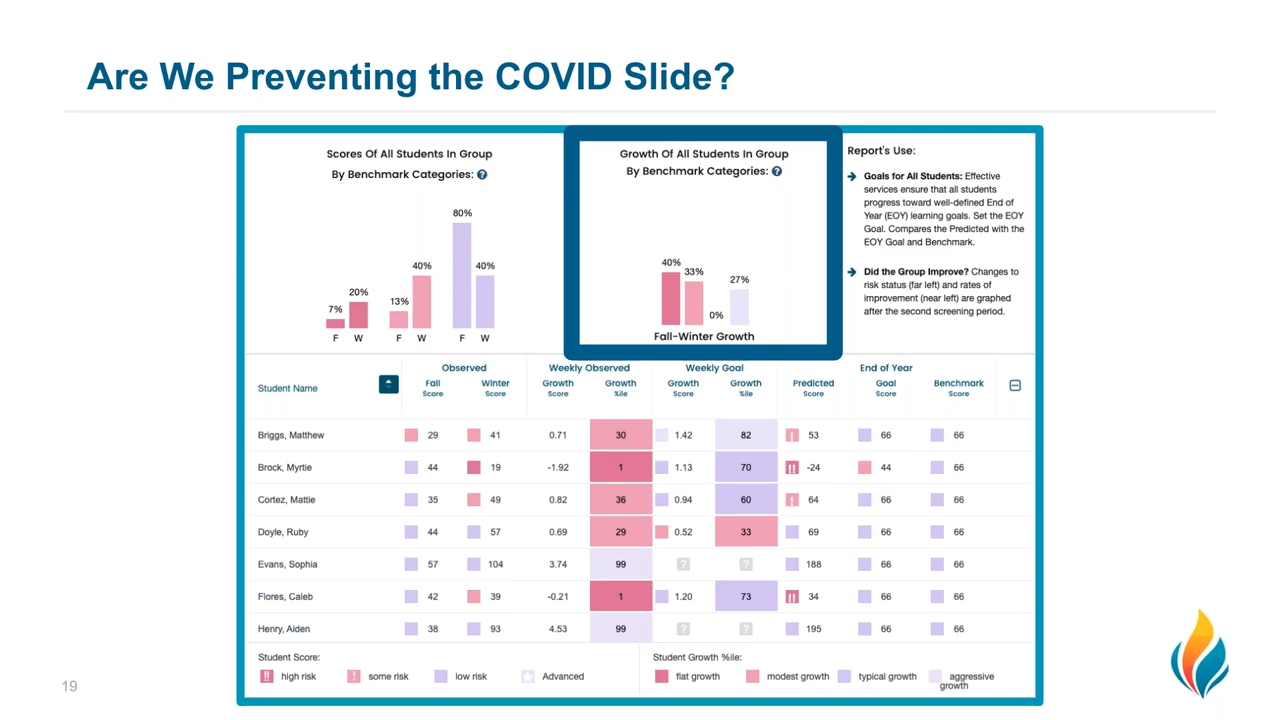 Are We Preventing the COVID Slide?
Scores Of All Students In Group
By Benchmark Categories: ?
80%
40%
40%
20%
13%
7%
F W F W F W
Growth Of All Students In Group
By Benchmark Categories: ?
40%
33%
0%
27%
Fall-Winter Growth
Report's Use:
Goals for All Students: Effective
services ensure that all students
progress toward well-defined End of
Year (EOY) learning goals. Set the EOY
Goal. Compares the Predicted with the
EOY Goal and Benchmark.
Did the Group Improve? Changes to
risk status (far left) and rates of
improvement (near left) are graphed
after the second screening period.
Observed Weekly Observed Weekly Goal End of Year
Student Name Fall Winter Growth Growth Growth Growth Predicted Goal Benchmark
Score Score Score %ile Score %ile Score Score Score
Briggs, Matthew 29 41 0.71 30 1.42 82 ! 53 66 66
Brock, Myrtie 44 19 -1.92 1 1.13 70 !! -24 44 66
Cortez, Mattie 35 49 0.82 36 0.94 60 ! 64 66 66
Doyle, Ruby 44 57 0.69 29 0.52 33 69 66 66
Evans, Sophia 57 104 3.74 99 ? ? 188 66 66
Flores, Caleb 42 39 -0.21 1 1.20 73 !! 34 66 66
Henry, Aiden 38 93 4.53 99 ? ? 195 66 66
Student Score:
!! high risk ! some risk low risk Advanced
Student Growth %ile:
flat growth modest growth typical growth aggressive
growth
19